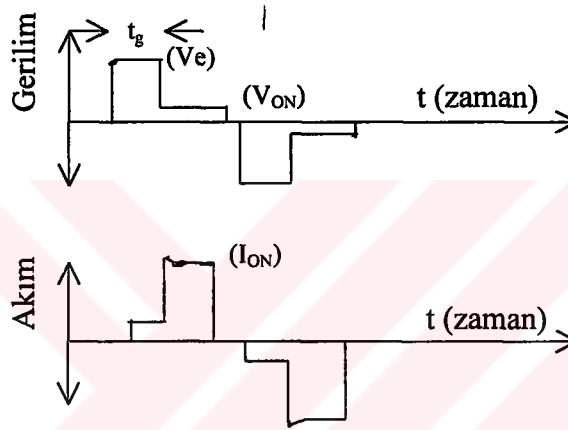 t_g
(Ve)
Gerilim
(V_ON)
t (zaman)
(I_ON)
Akım
t (zaman)